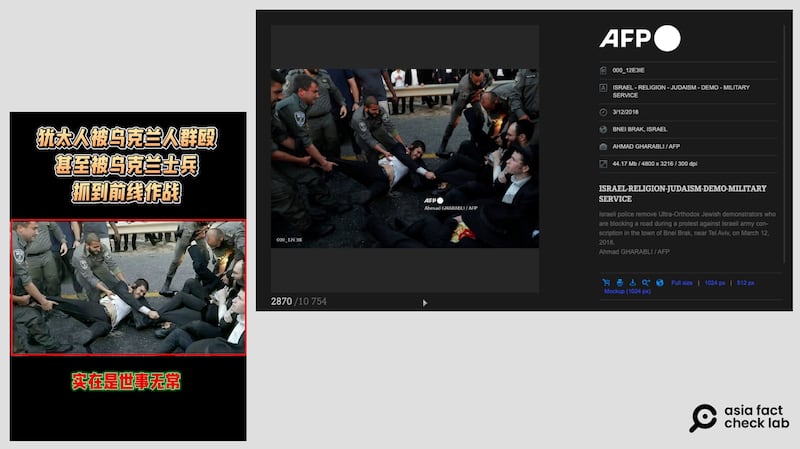 犹太人被乌克兰人群殴
甚至被乌克兰士兵
抓到前线作战
实在是世事无常
AFP
Ahmad GHARABLI / AFP
000_12E3IE
2870 /10 754
AFP
000_12E3IE
ISRAEL - RELIGION - JUDAISM - DEMO - MILITARY
SERVICE
3/12/2018
BNEI BRAK, ISRAEL
AHMAD GHARABLI / AFP
44.17 Mb / 4800 x 3216 / 300 dpi
ISRAEL-RELIGION-JUDAISM-DEMO-MILITARY
SERVICE
Israeli police remove Ultra-Orthodox Jewish demonstrators who
are blocking a road during a protest against Israeli army con-
scription in the town of Bnei Brak, near Tel Aviv, on March 12,
2018.
Ahmad GHARABLI / AFP
Full size | 1024 px | 512 px
Mockup (1024 px)
asia fact
check lab